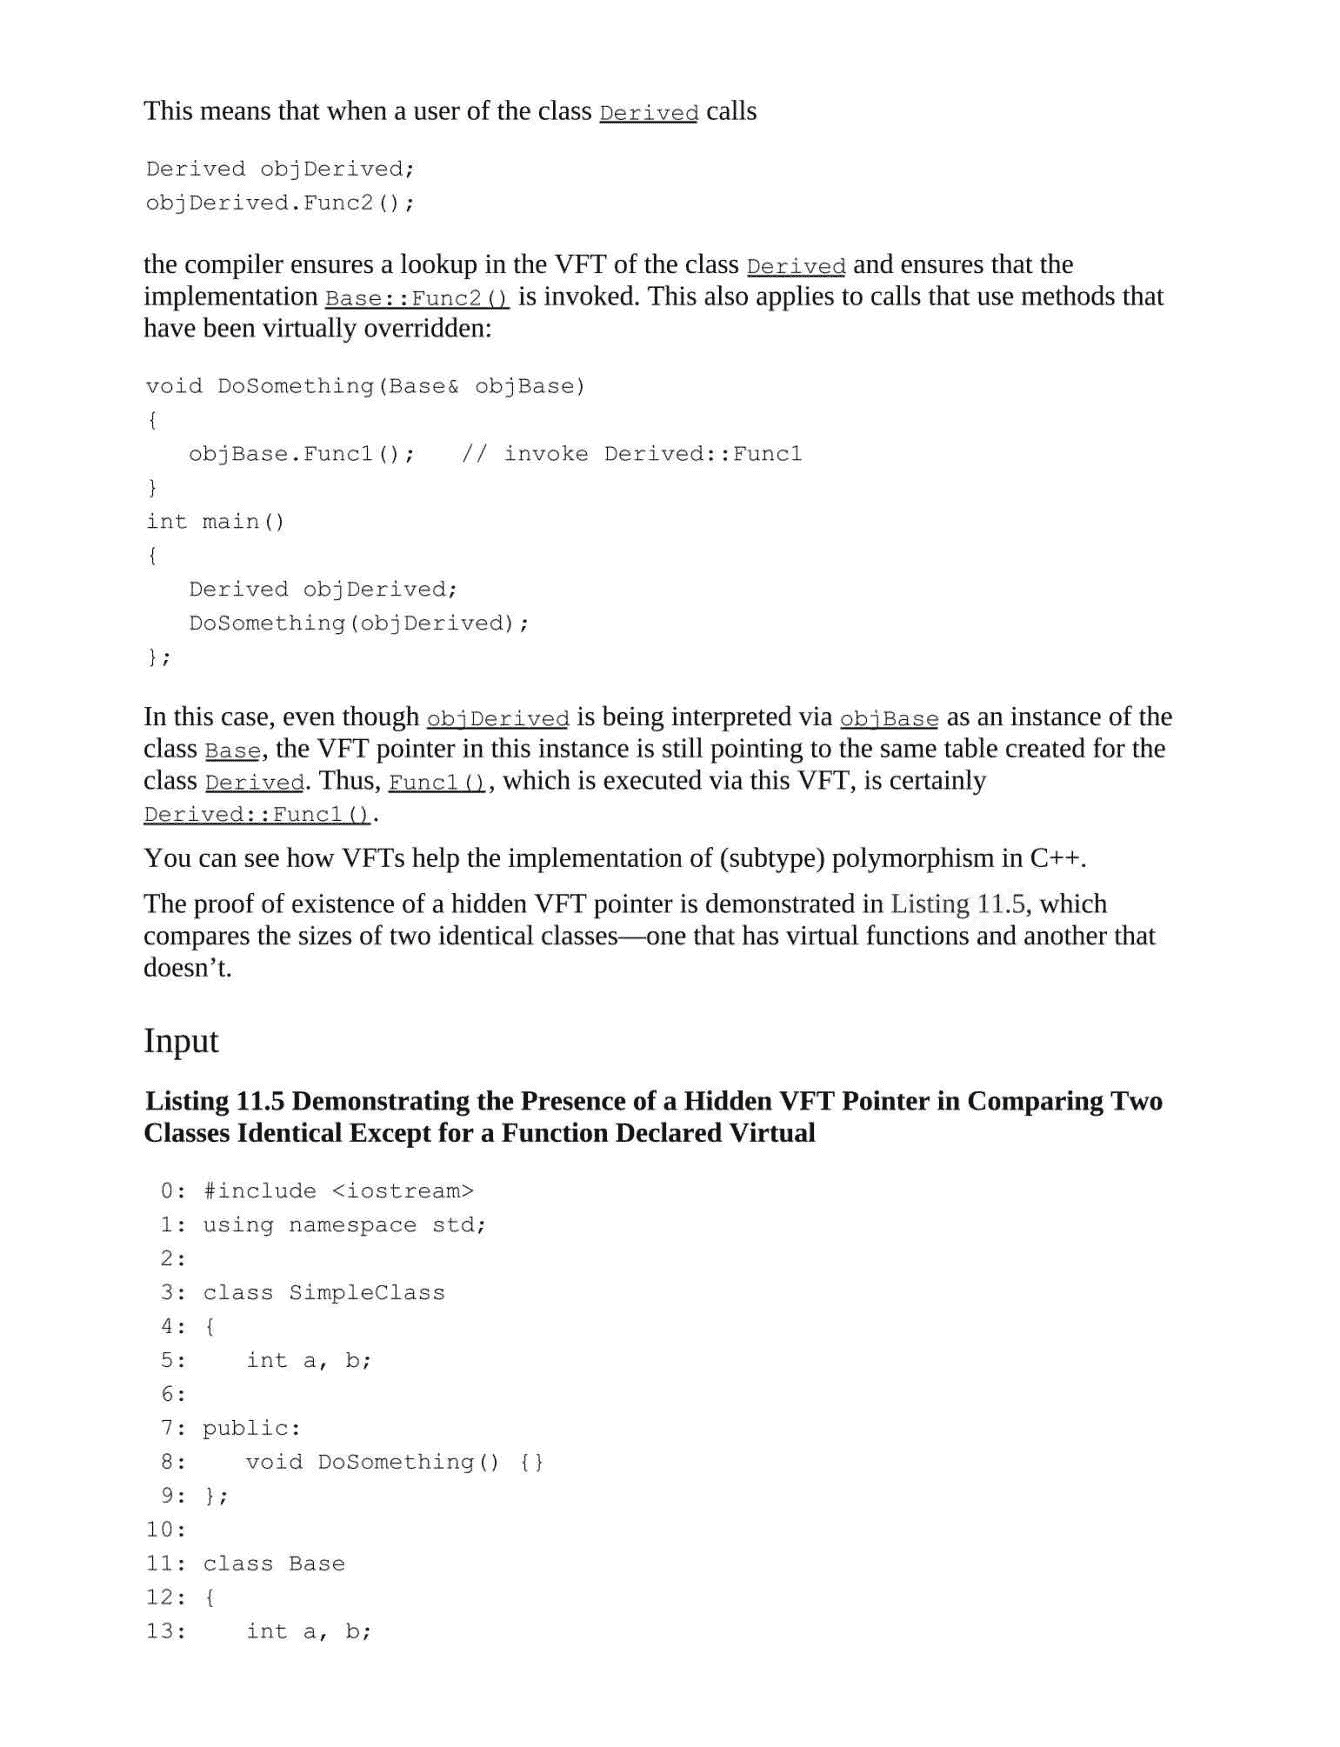 This means that when a user of the class Derived calls
Derived objDerived;
objDerived.Func2();
the compiler ensures a lookup in the VFT of the class Derived and ensures that the
implementation Base::Func2() is invoked. This also applies to calls that use methods that
have been virtually overridden:
void DoSomething(Base& objBase)
{
   objBase.Func1();   // invoke Derived::Func1
}
int main()
{
   Derived objDerived;
   DoSomething(objDerived);
};
In this case, even though objDerived is being interpreted via objBase as an instance of the
class Base, the VFT pointer in this instance is still pointing to the same table created for the
class Derived. Thus, Func1(), which is executed via this VFT, is certainly
Derived::Func1().
You can see how VFTs help the implementation of (subtype) polymorphism in C++.
The proof of existence of a hidden VFT pointer is demonstrated in Listing 11.5, which
compares the sizes of two identical classes—one that has virtual functions and another that
doesn’t.
Input
Listing 11.5 Demonstrating the Presence of a Hidden VFT Pointer in Comparing Two
Classes Identical Except for a Function Declared Virtual
 0: #include <iostream>
 1: using namespace std;
 2:
 3: class SimpleClass
 4: {
 5:    int a, b;
 6:
 7: public:
 8:    void DoSomething() {}
 9: };
10:
11: class Base
12: {
13:    int a, b;